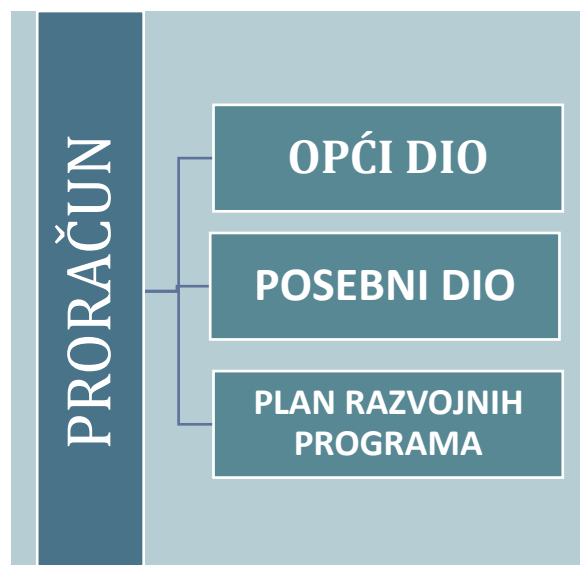 PRORAČUN
OPĆI DIO
POSEBNI DIO
PLAN RAZVOJNIH
PROGRAMA